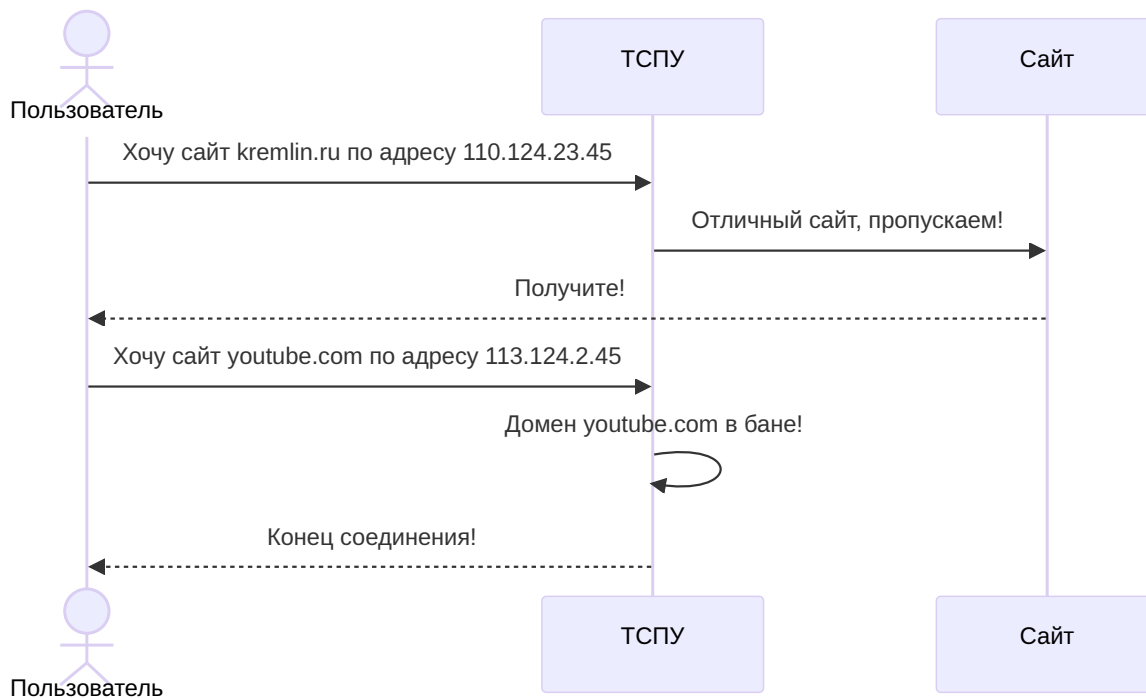 Пользователь
ТСПУ
Сайт
Хочу сайт kremlin.ru по адресу 110.124.23.45
Отличный сайт, пропускаем!
Получите!
Хочу сайт youtube.com по адресу 113.124.2.45
Домен youtube.com в бане!
Конец соединения!
Пользователь
ТСПУ
Сайт